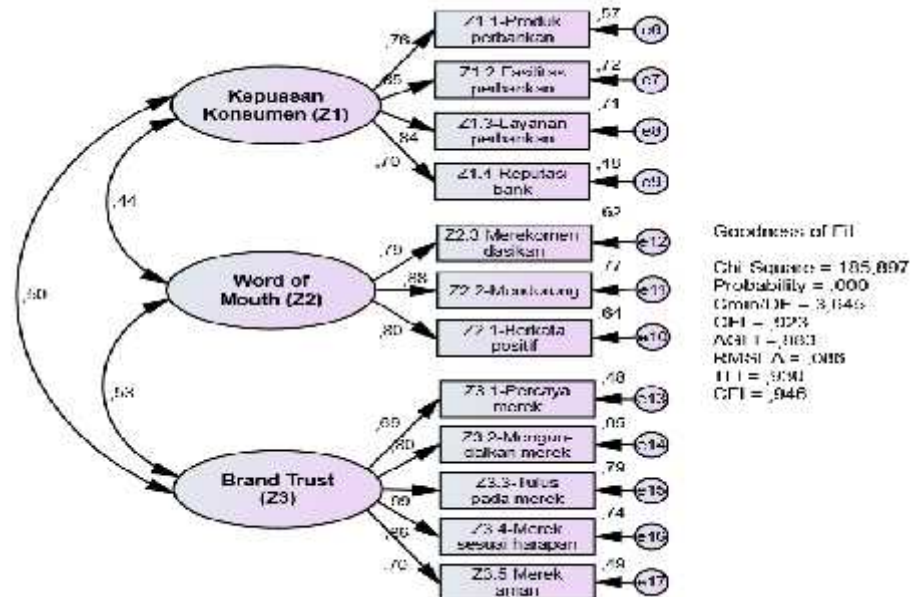 Kepuasan
Konsumen (Z1)
Word of
Mouth (Z2)
Brand Trust
(Z3)
,50
,44
,53
,76
,85
,84
,70
,79
,88
,80
,69
,80
,86
,70
Z1.1-Produk
perbankan
Z1.2-Fasilitas
perbankan
Z1.3-Layanan
perbankan
Z1.4-Reputasi
bank
Z2.3 Merekomen
dasikan
Z2.2-Mendorong
Z2.1-Berkata
positif
Z3.1-Percaya
merek
Z3.2-Mengan-
dalkan merek
Z3.3-Tulus
pada merek
Z3.4-Merek
sesuai harapan
Z3.5 Merek
aman
,57
,72
,71
,62
,77
,64
,48
,79
,74
,49
e6
e7
e8
e9
e12
e11
e10
e13
e14
e15
e16
e17
Goodness of Fit
Chi Square = 185,897
Probability = ,000
Cmin/DF = 3,645
= ,923
RMSEA = ,086
TLI = ,930
CFI = ,946